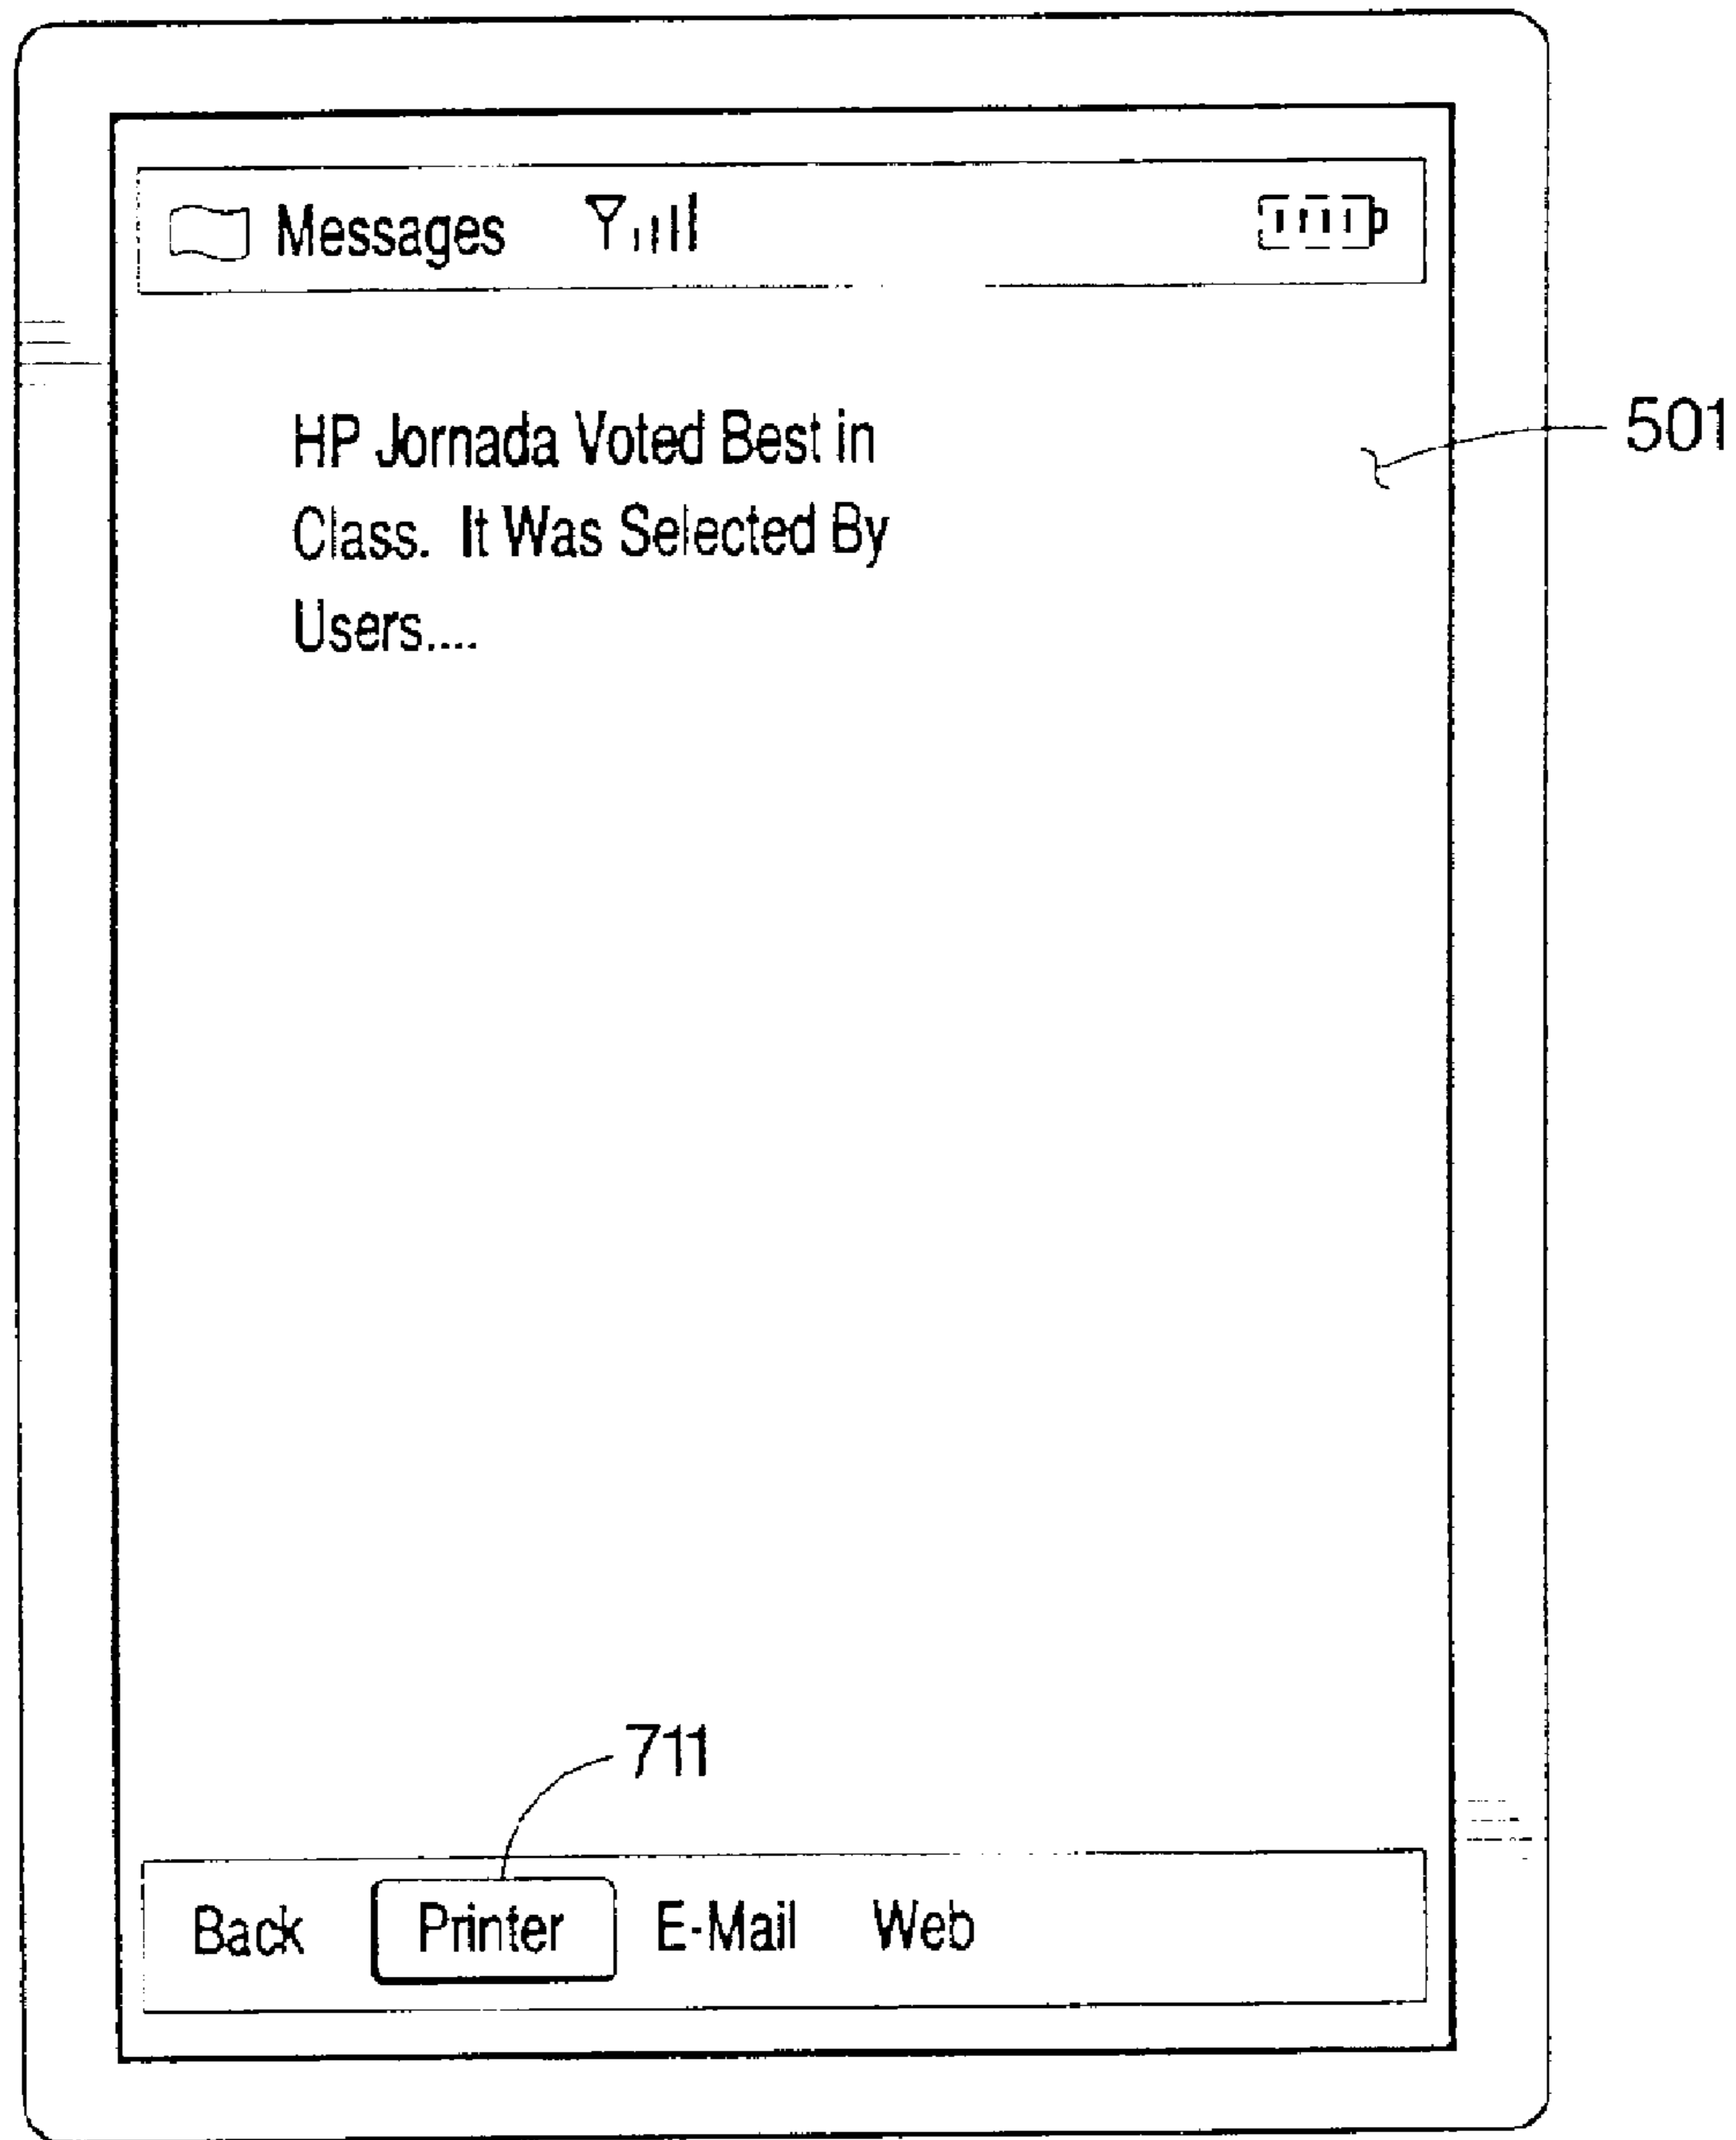 Messages
HP Jornada Voted Best in
Class. It Was Selected By
Users....
501
711
Back Printer E-Mail Web